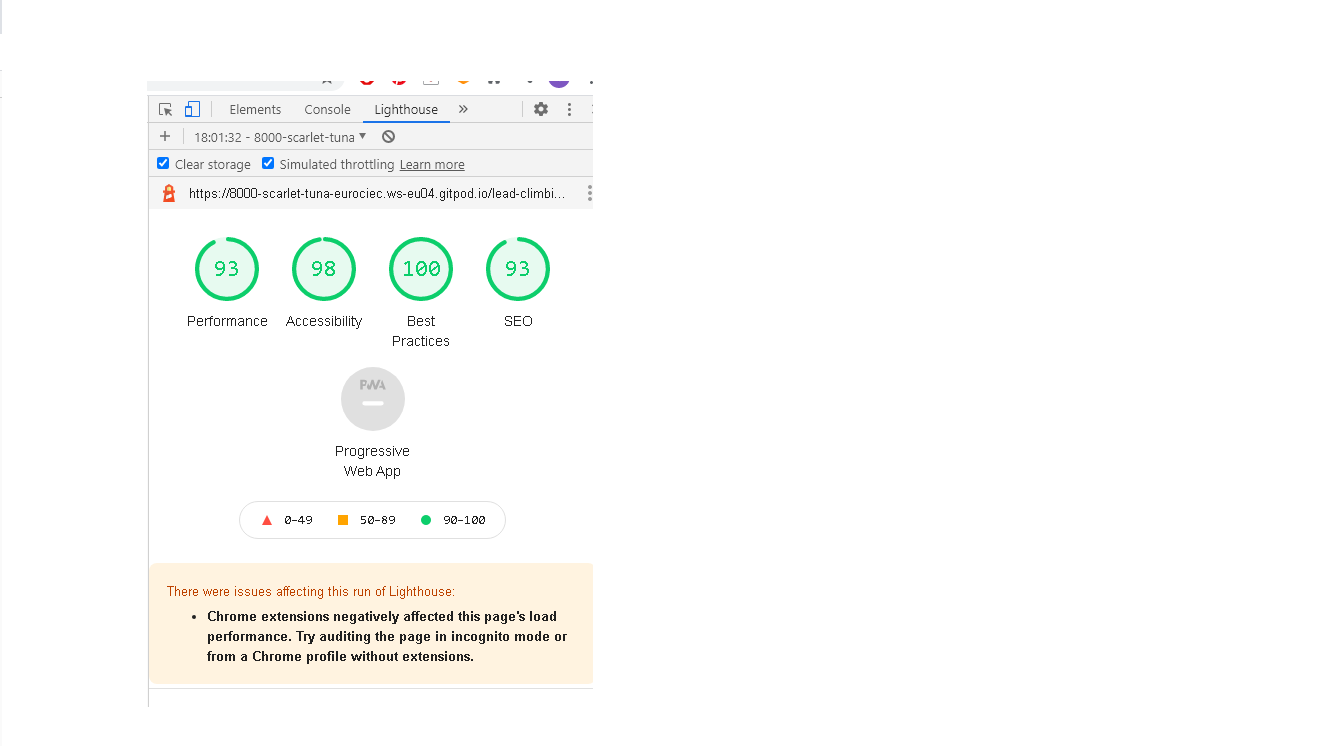 Elements Console Lighthouse »
+ 18:01:32 - 8000-scarlet-tuna
Clear storage Simulated throttling Learn more
https://8000-scarlet-tuna-eurociec.ws-eu04.gitpod.io/lead-climbi...
93 98 100 93
Performance Accessibility Best Practices SEO
PWA
Progressive
Web App
0–49 50–89 90–100
There were issues affecting this run of Lighthouse:
• Chrome extensions negatively affected this page's load
performance. Try auditing the page in incognito mode or
from a Chrome profile without extensions.